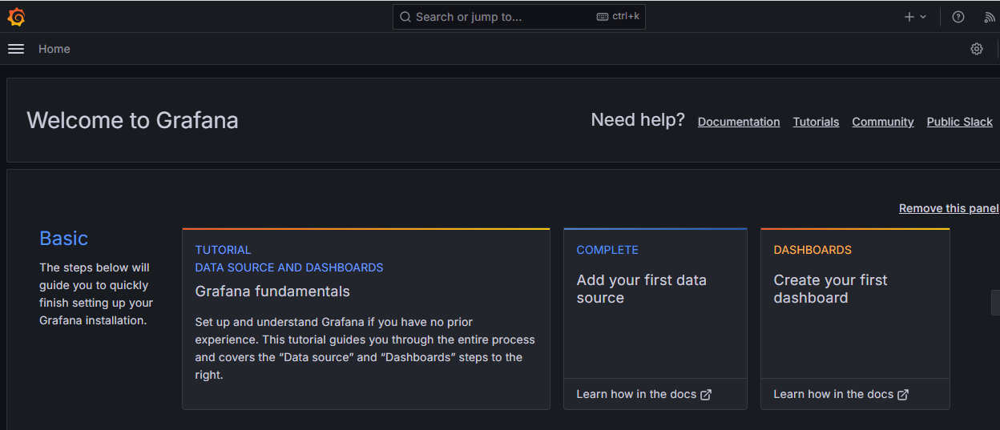 Search or jump to... ctrl+k
Home
Welcome to Grafana
Need help? Documentation Tutorials Community Public Slack
Remove this panel
Basic
The steps below will
guide you to quickly
finish setting up your
Grafana installation.
TUTORIAL
DATA SOURCE AND DASHBOARDS
Grafana fundamentals
Set up and understand Grafana if you have no prior
experience. This tutorial guides you through the entire process
and covers the “Data source” and “Dashboards” steps to the
right.
COMPLETE
Add your first data
source
Learn how in the docs
DASHBOARDS
Create your first
dashboard
Learn how in the docs